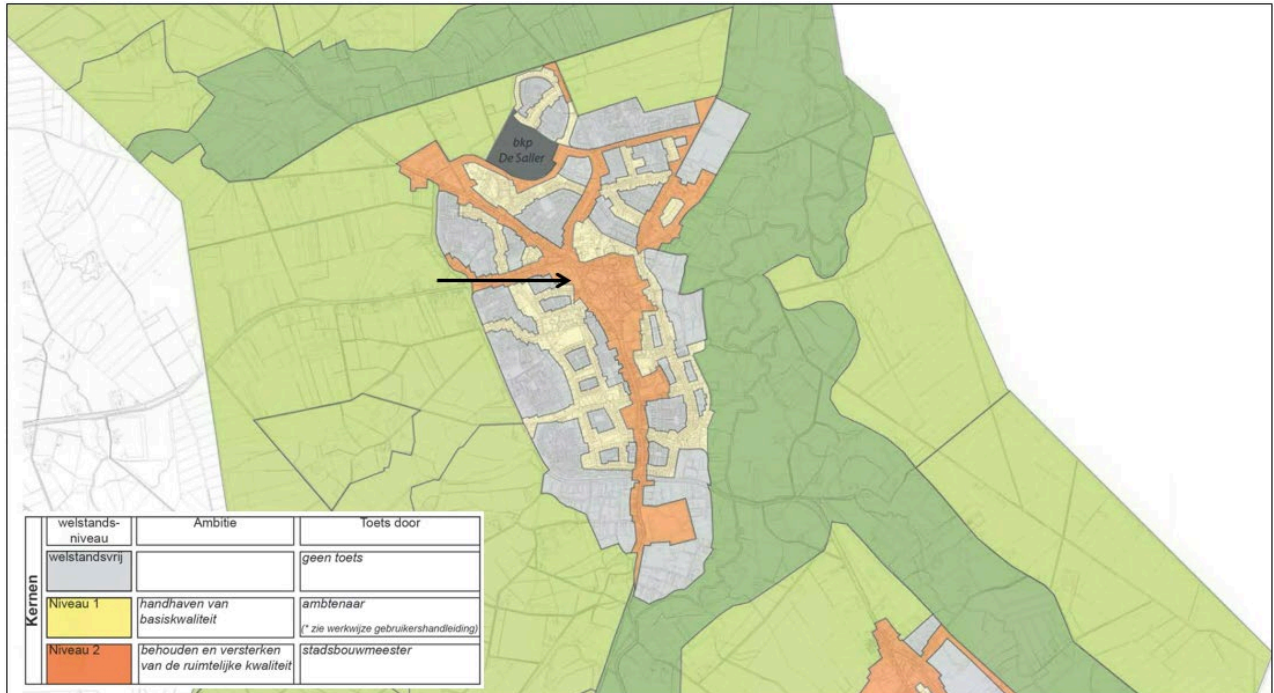 bkp
De Saller
Kernen
welstands-
niveau
Ambitie
Toets door
welstandsvrij
geen toets
Niveau 1
handhaven van
basiskwaliteit
ambtenaar
(* zie werkwijze gebruikershandleiding)
Niveau 2
behouden en versterken
van de ruimtelijke kwaliteit
stadsbouwmeester